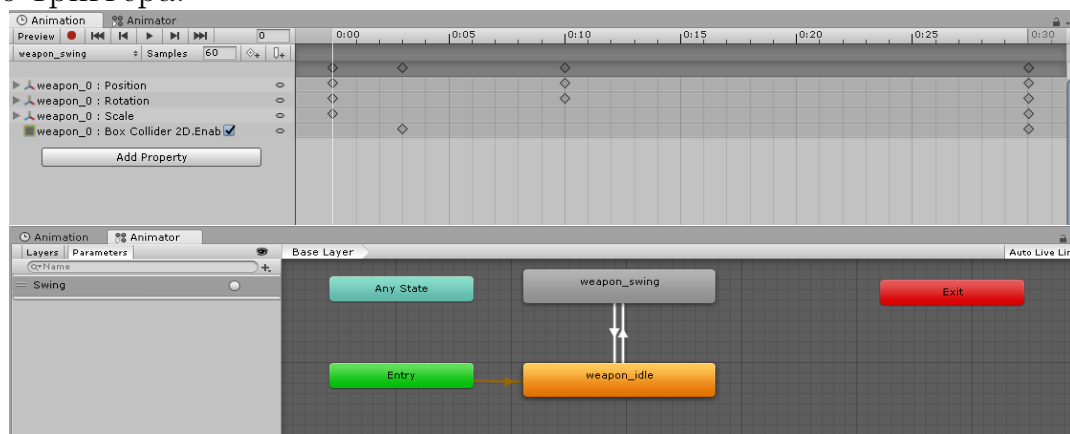 о Триггера.
Animation Animator
Preview 0 0:00 0:05 0:10 0:15 0:20 0:25 0:30
weapon_swing Samples 60
weapon_0 : Position
weapon_0 : Rotation
weapon_0 : Scale
weapon_0 : Box Collider 2D.Enab
Add Property
Animation Animator
Layers Parameters Base Layer Auto Live Lin
Name
Swing
Any State weapon_swing Exit
Entry weapon_idle